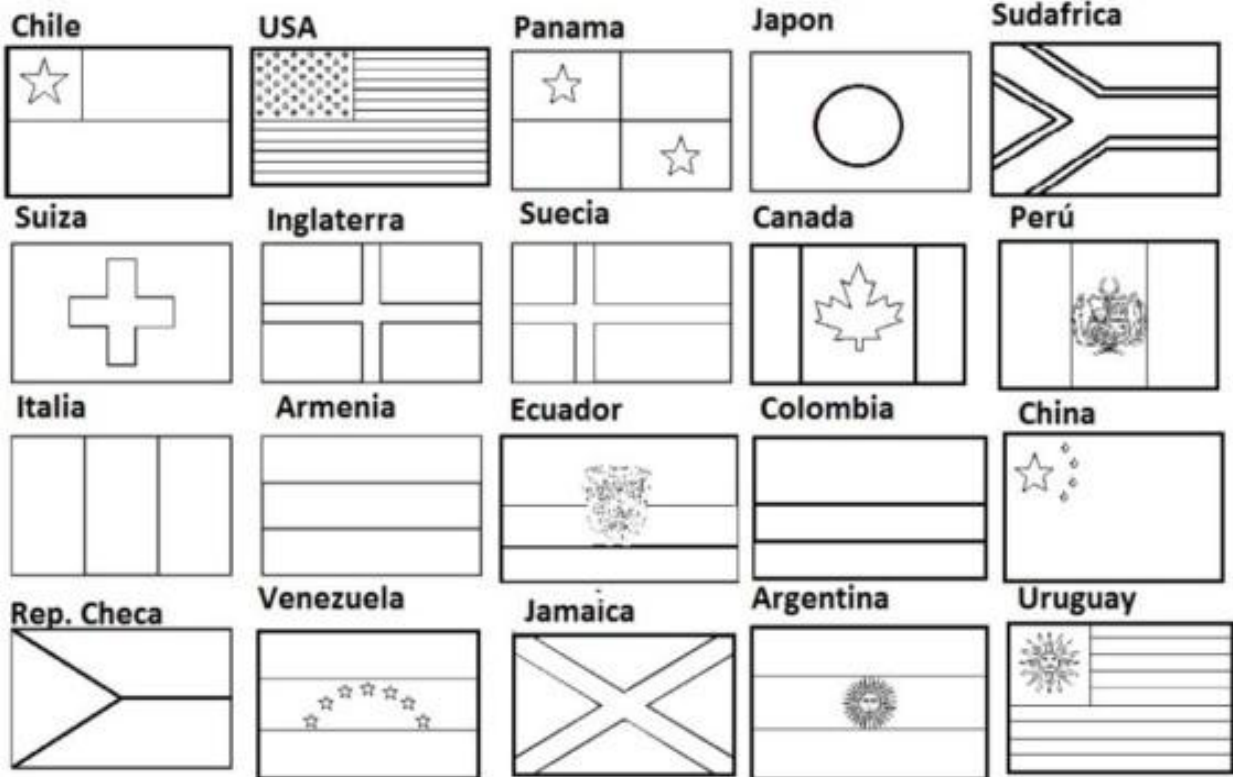 Chile
USA
Panama
Japon
Sudafrica
Suiza
Inglaterra
Suecia
Canada
Perú
Italia
Armenia
Ecuador
Colombia
China
Rep. Checa
Venezuela
Jamaica
Argentina
Uruguay